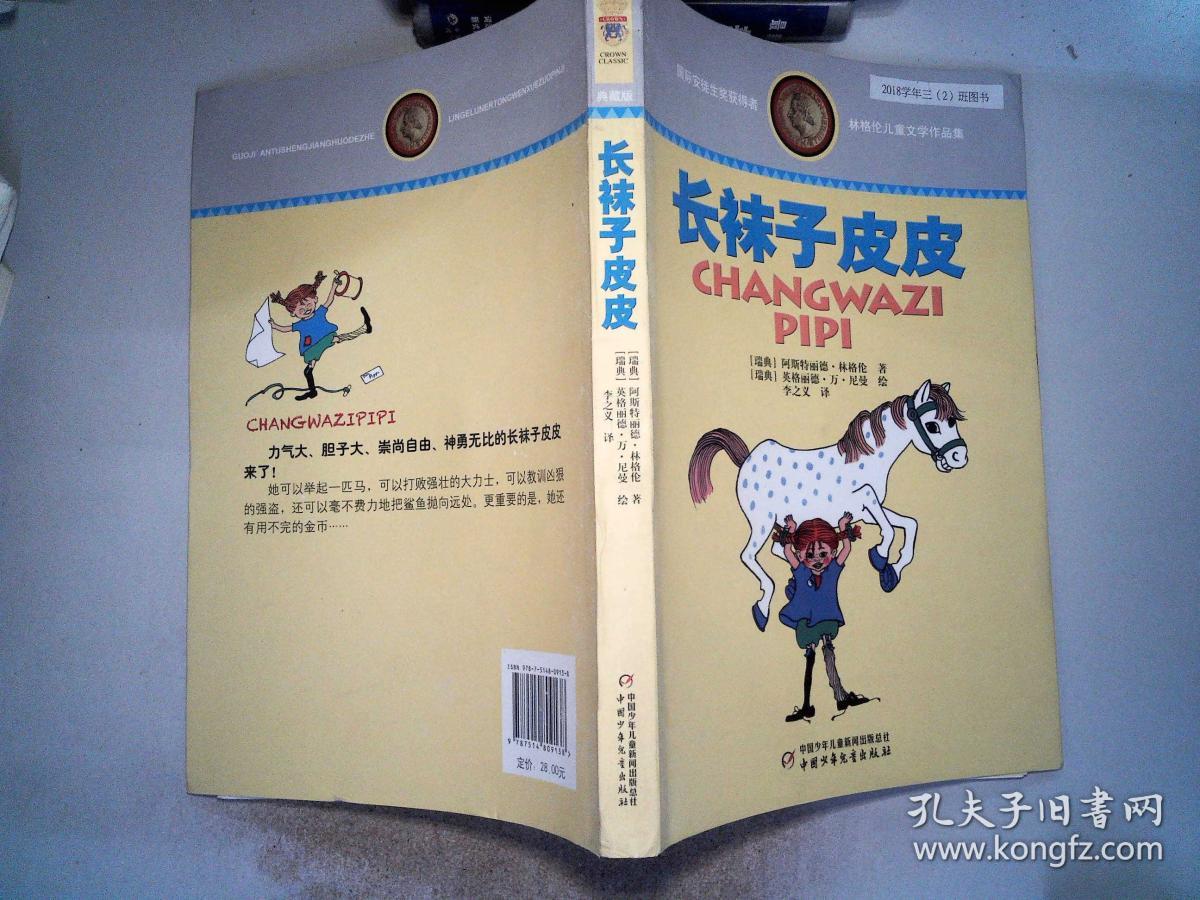 GUOJI ANTUSHENGJIANGHUODEZHE
LINGELUNERTONGWENXUEZUOPINJI
CHANGWAZIPIPI
力气大、胆子大、崇尚自由、神勇无比的长袜子皮皮
来了!
她可以举起一匹马,可以打败强壮的大力士,可以教训凶狠
的强盗,还可以毫不费力地把鲨鱼抛向远处。更重要的是,她还
有用不完的金币……
ISBN 978-7-5148-0913-8
9 787514 809138 >
定价:28.00元
CROWN
CLASSIC
典藏版
长袜子皮皮
[瑞典] 阿斯特丽德·林格伦 著
[瑞典] 英格丽德·万·尼曼 绘
李之义 译
中国少年儿童新闻出版总社
中国少年儿童出版社
国际安徒生奖获得者
林格伦儿童文学作品集
2018学年三(2)班图书
长袜子皮皮
CHANGWAZI
PIPI
[瑞典] 阿斯特丽德·林格伦 著
[瑞典] 英格丽德·万·尼曼 绘
李之义 译
中国少年儿童新闻出版总社
中国少年儿童出版社
孔夫子旧书网
www.kongfz.com